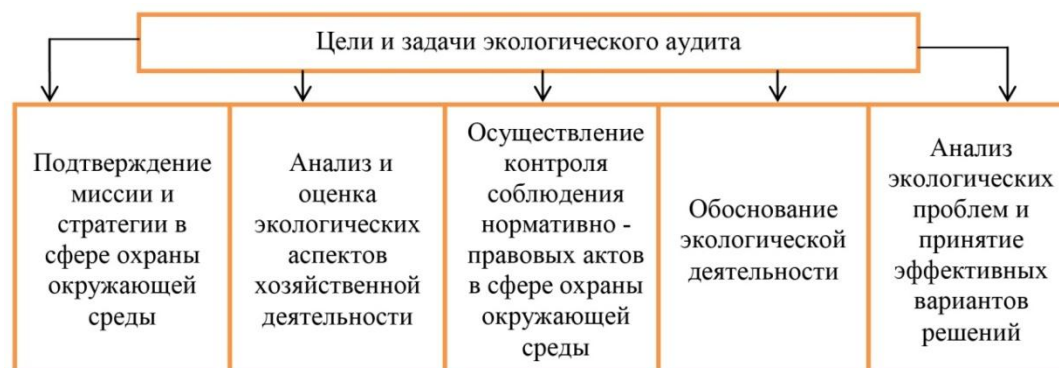 Цели и задачи экологического аудита
Подтверждение
миссии и
стратегии в
сфере охраны
окружающей
среды
Анализ и
оценка
экологических
аспектов
хозяйственной
деятельности
Осуществление
контроля
соблюдения
нормативно -
правовых актов
в сфере охраны
окружающей
среды
Обоснование
экологической
деятельности
Анализ
экологических
проблем и
принятие
эффективных
вариантов
решений